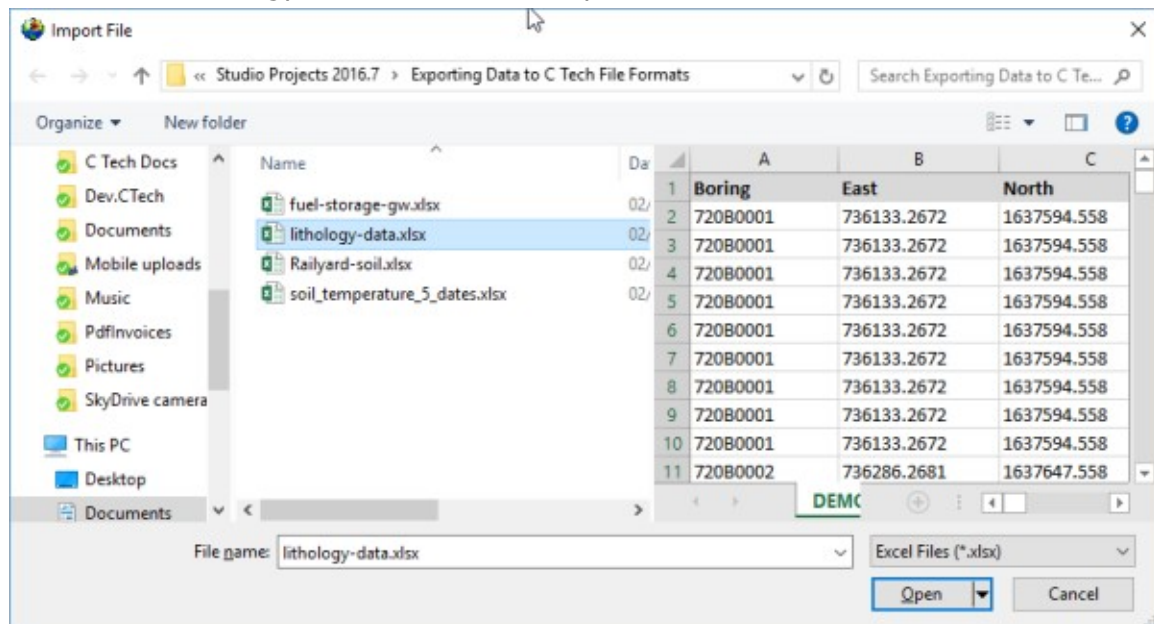 Import File
« Studio Projects 2016.7 › Exporting Data to C Tech File Formats
Search Exporting Data to C Te...
Organize
New folder
C Tech Docs
Dev.CTech
Documents
Mobile uploads
Music
PdfInvoices
Pictures
SkyDrive camera
This PC
Desktop
Documents
Name
fuel-storage-gw.xlsx 02/
lithology-data.xlsx 02/
Railyard-soil.xlsx 02/
soil_temperature_5_dates.xlsx 02/
A B C
1 Boring East North
2 720B0001 736133.2672 1637594.558
3 720B0001 736133.2672 1637594.558
4 720B0001 736133.2672 1637594.558
5 720B0001 736133.2672 1637594.558
6 720B0001 736133.2672 1637594.558
7 720B0001 736133.2672 1637594.558
8 720B0001 736133.2672 1637594.558
9 720B0001 736133.2672 1637594.558
10 720B0001 736133.2672 1637594.558
11 720B0002 736286.2681 1637647.558
File name: lithology-data.xlsx
Excel Files (*.xlsx)
Open
Cancel